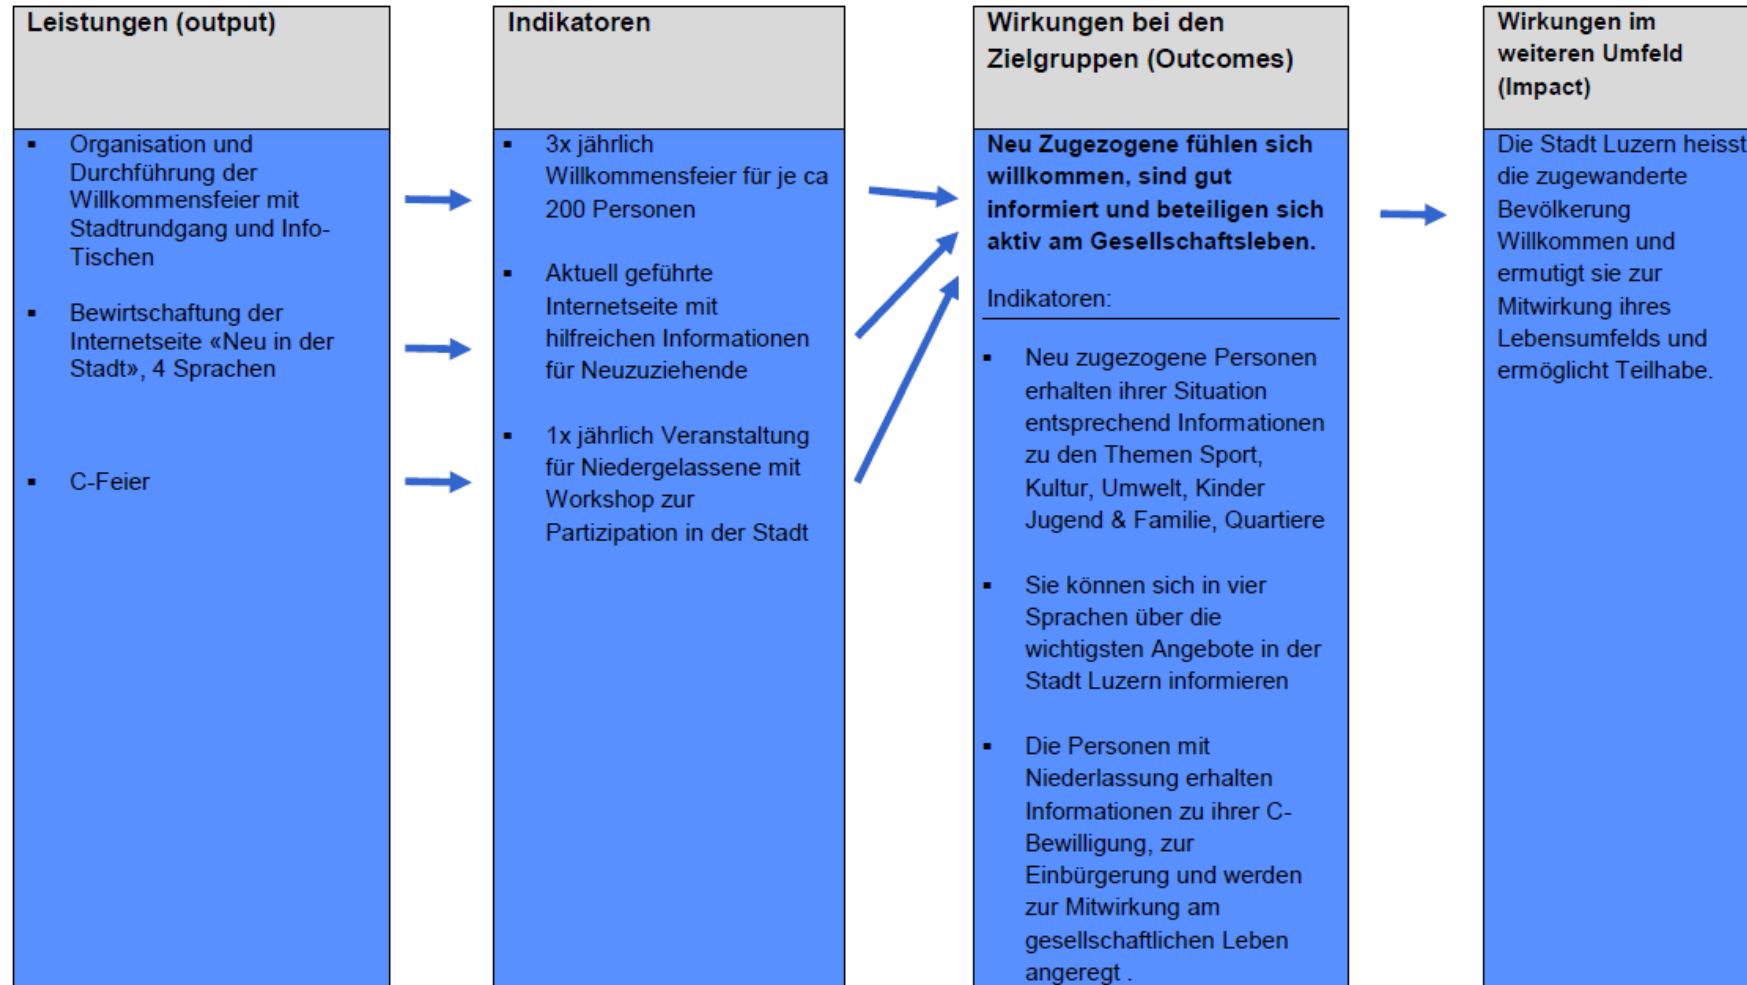 Leistungen (output)
Organisation und
Durchführung der
Willkommensfeier mit
Stadtrundgang und Info-
Tischen
Bewirtschaftung der
Internetseite «Neu in der
Stadt», 4 Sprachen
C-Feier
Indikatoren
3x jährlich
Willkommensfeier für je ca
200 Personen
Aktuell geführte
Internetseite mit
hilfreichen Informationen
für Neuzuziehende
1x jährlich Veranstaltung
für Niedergelassene mit
Workshop zur
Partizipation in der Stadt
Wirkungen bei den
Zielgruppen (Outcomes)
Neu Zugezogene fühlen sich
willkommen, sind gut
informiert und beteiligen sich
aktiv am Gesellschaftsleben.
Indikatoren:
Neu zugezogene Personen
erhalten ihrer Situation
entsprechend Informationen
zu den Themen Sport,
Kultur, Umwelt, Kinder
Jugend & Familie, Quartiere
Sie können sich in vier
Sprachen über die
wichtigsten Angebote in der
Stadt Luzern informieren
Die Personen mit
Niederlassung erhalten
Informationen zu ihrer C-
Bewilligung, zur
Einbürgerung und werden
zur Mitwirkung am
gesellschaftlichen Leben
angeregt .
Wirkungen im
weiteren Umfeld
(Impact)
Die Stadt Luzern heisst
die zugewanderte
Bevölkerung
Willkommen und
ermutigt sie zur
Mitwirkung ihres
Lebensumfelds und
ermöglicht Teilhabe.